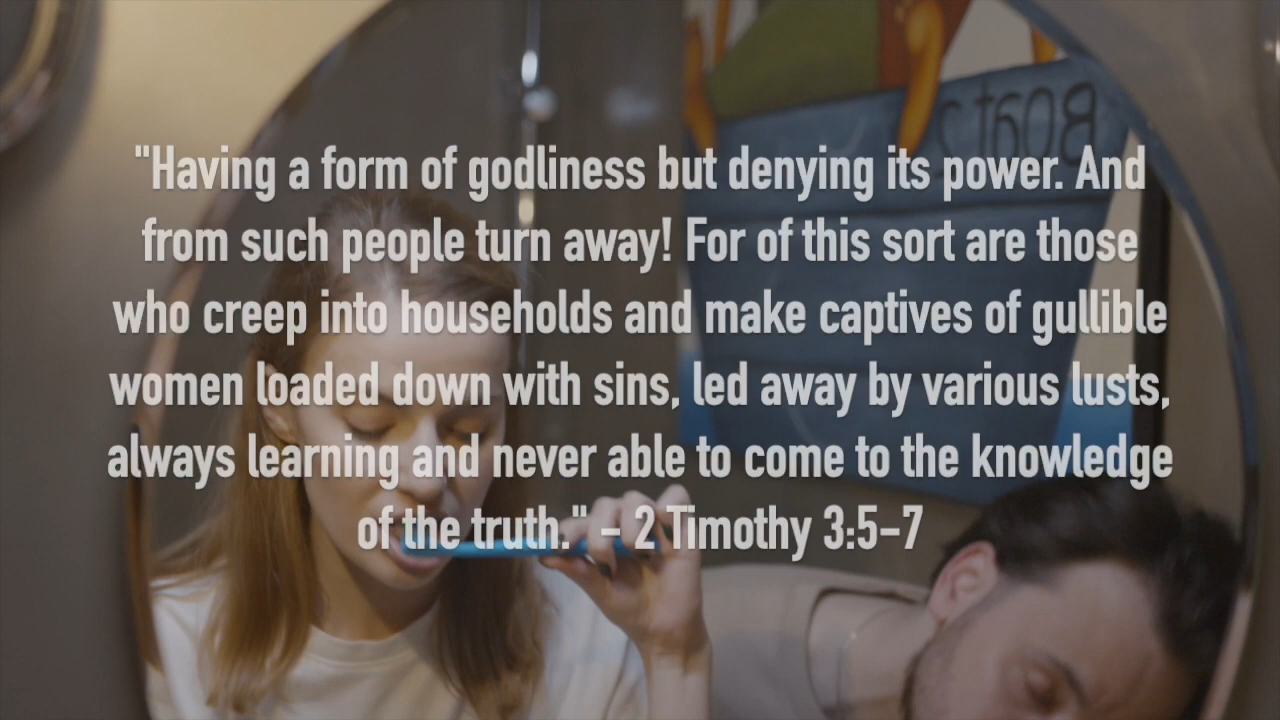 "Having a form of godliness but denying its power. And
from such people turn away! For of this sort are those
who creep into households and make captives of gullible
women loaded down with sins, led away by various lusts,
always learning and never able to come to the knowledge
of the truth." – 2 Timothy 3:5-7